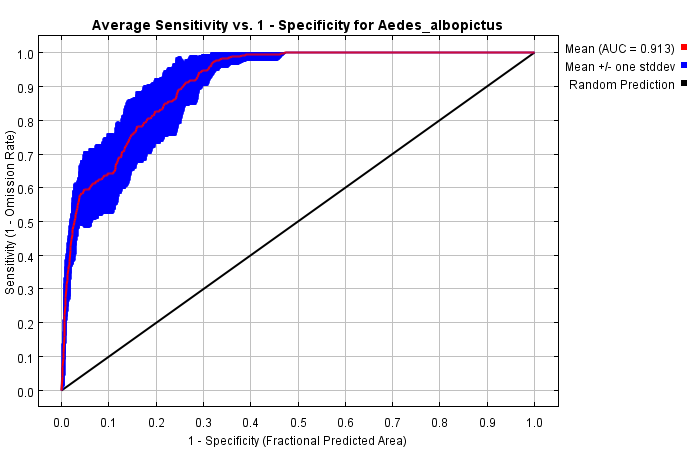 Average Sensitivity vs. 1 - Specificity for Aedes_albopictus
Mean (AUC = 0.913)
Mean +/- one stddev
Random Prediction
Sensitivity (1 - Omission Rate)
1.0
0.9
0.8
0.7
0.6
0.5
0.4
0.3
0.2
0.1
0.0
0.0 0.1 0.2 0.3 0.4 0.5 0.6 0.7 0.8 0.9 1.0
1 - Specificity (Fractional Predicted Area)